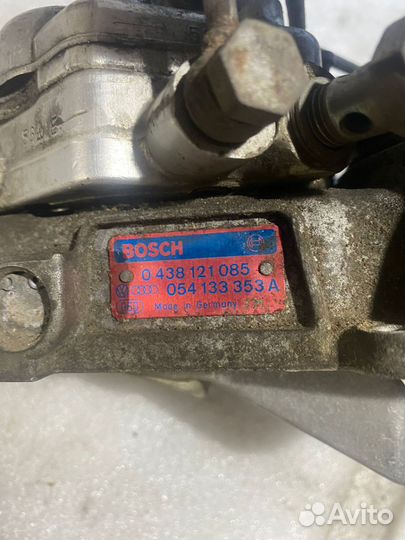 BOSCH
0 438 121 085
054 133 353 A
Made in Germany
Avito